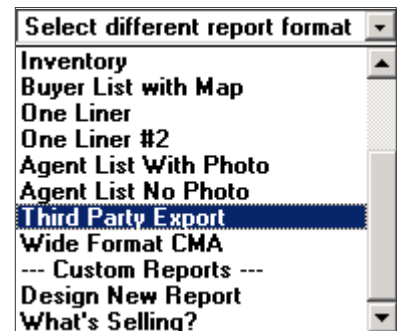 Select different report format
Inventory
Buyer List with Map
One Liner
One Liner #2
Agent List With Photo
Agent List No Photo
Third Party Export
Wide Format CMA
--- Custom Reports ---
Design New Report
What's Selling?